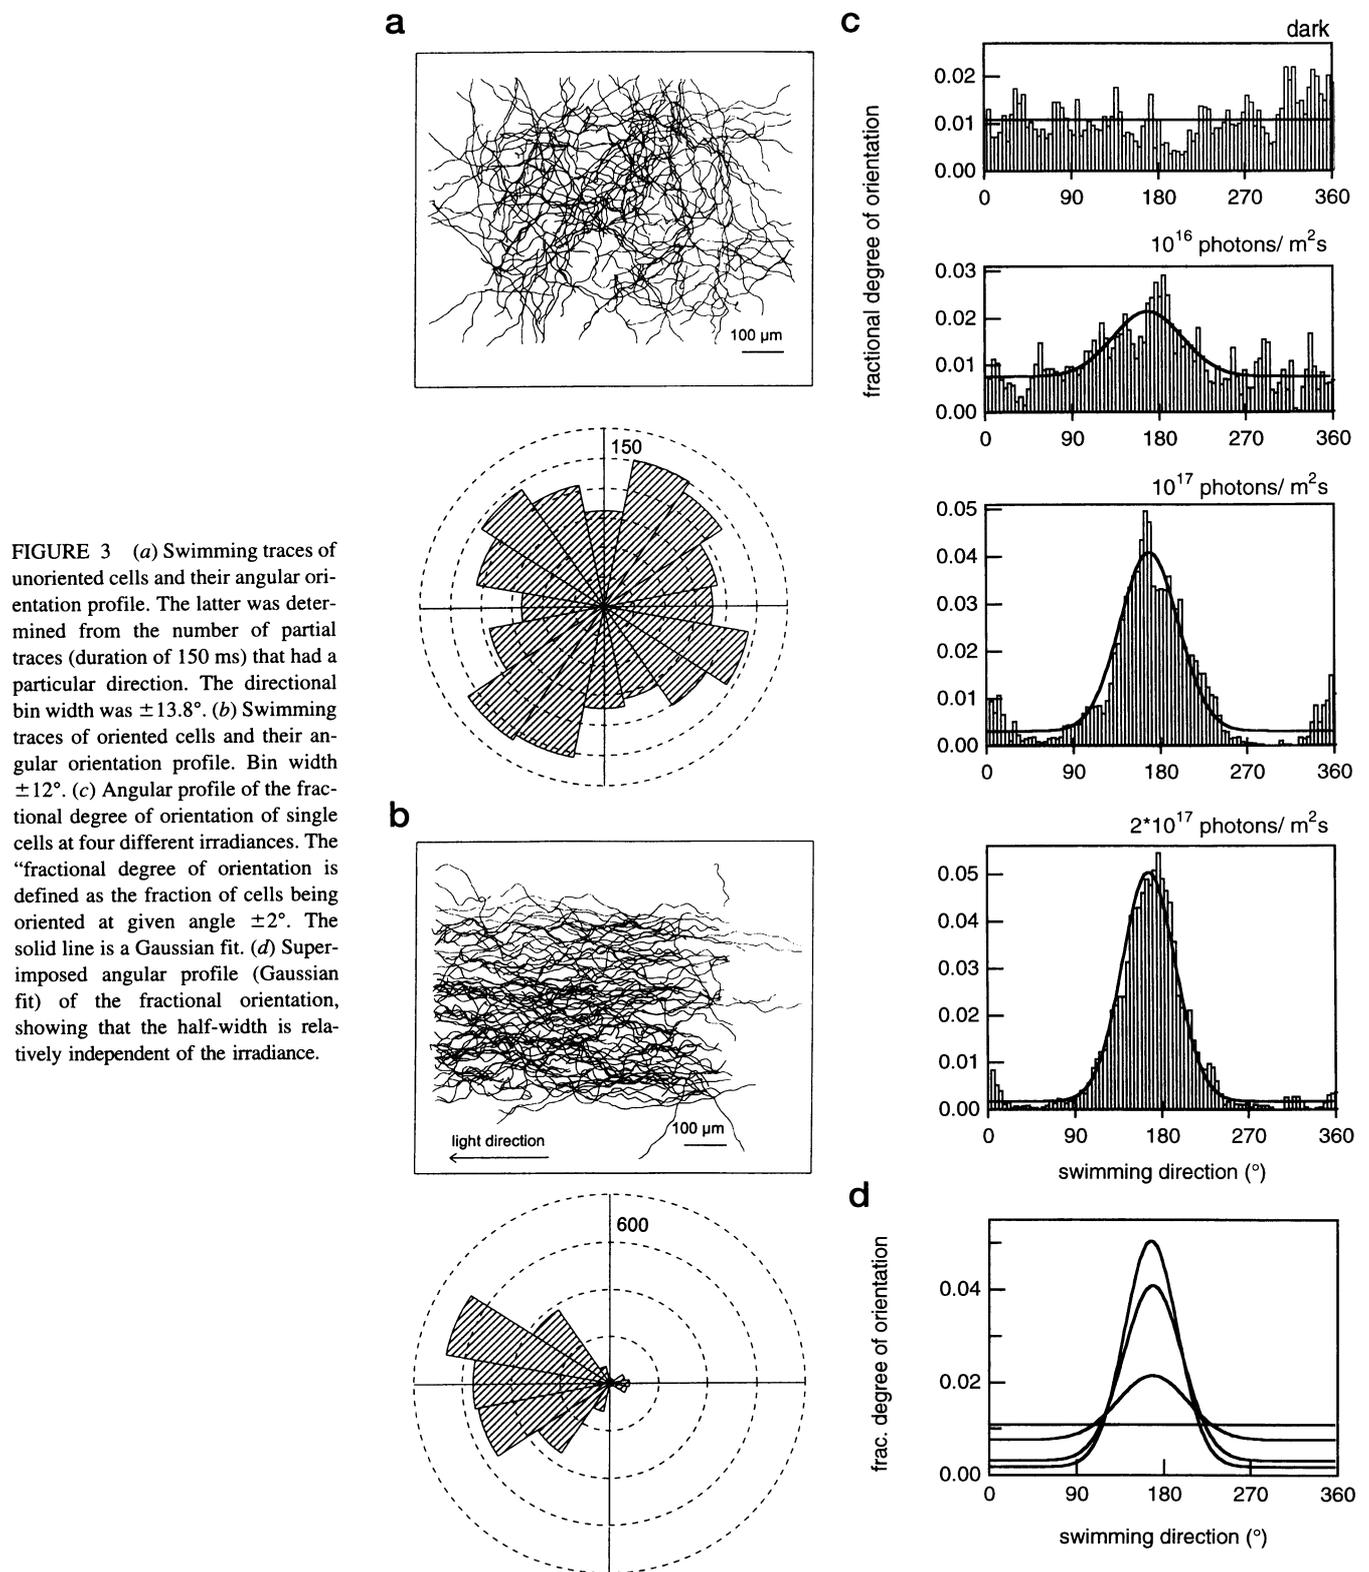 FIGURE 3 (a) Swimming traces of
unoriented cells and their angular ori-
entation profile. The latter was deter-
mined from the number of partial
traces (duration of 150 ms) that had a
particular direction. The directional
bin width was ±13.8°. (b) Swimming
traces of oriented cells and their an-
gular orientation profile. Bin width
±12°. (c) Angular profile of the frac-
tional degree of orientation of single
cells at four different irradiances. The
“fractional degree of orientation is
defined as the fraction of cells being
oriented at given angle ±2°. The
solid line is a Gaussian fit. (d) Super-
imposed angular profile (Gaussian
fit) of the fractional orientation,
showing that the half-width is rela-
tively independent of the irradiance.
a
100 µm
150
b
100 µm
light direction
600
c
fractional degree of orientation
dark
0.02
0.01
0.00
0 90 180 270 360
10¹⁶ photons/ m²s
0.03
0.02
0.01
0.00
0 90 180 270 360
10¹⁷ photons/ m²s
0.05
0.04
0.03
0.02
0.01
0.00
0 90 180 270 360
2*10¹⁷ photons/ m²s
0.05
0.04
0.03
0.02
0.01
0.00
0 90 180 270 360
swimming direction (°)
d
frac. degree of orientation
0.04
0.02
0.00
0 90 180 270 360
swimming direction (°)